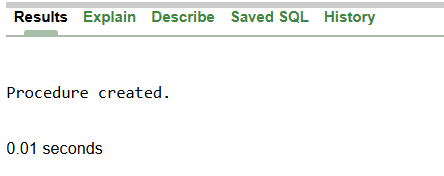 Results Explain Describe Saved SQL History
Procedure created.
0.01 seconds